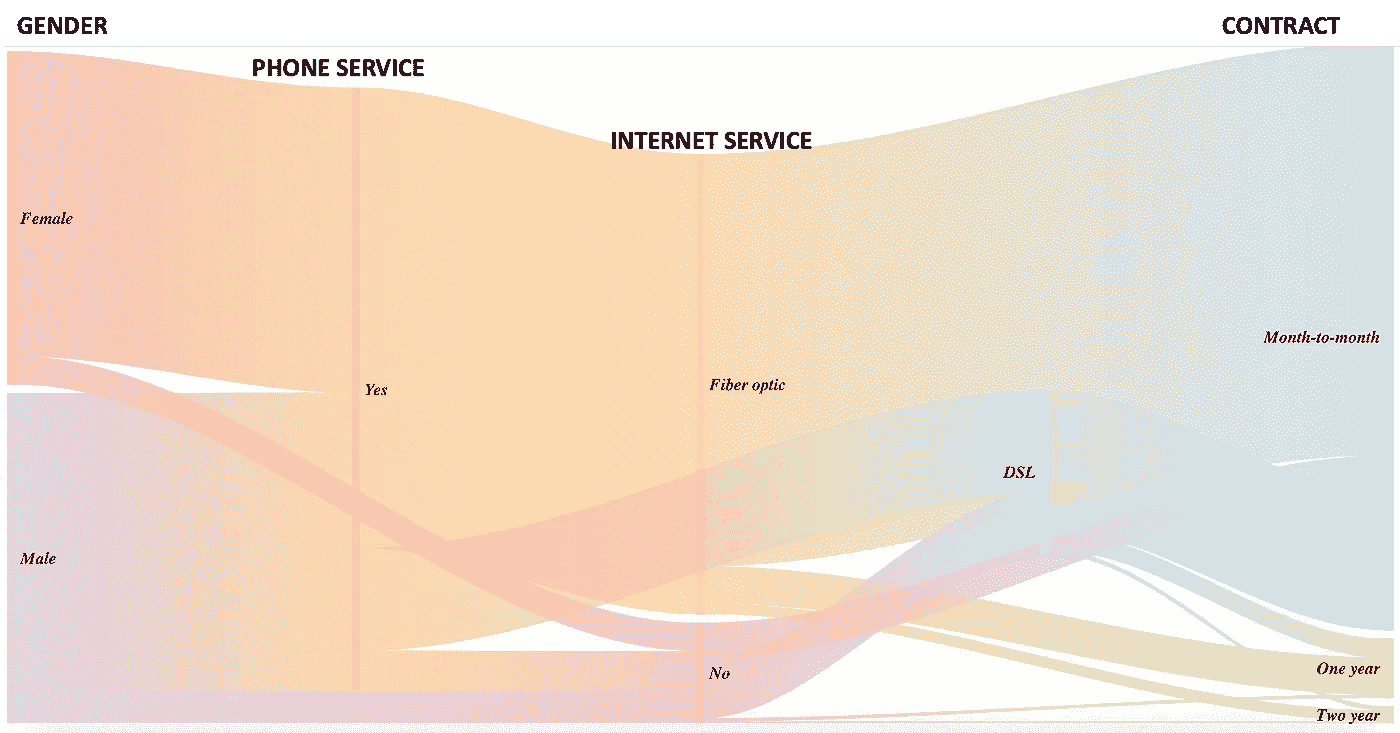 GENDER
CONTRACT
PHONE SERVICE
INTERNET SERVICE
Female
Month-to-month
Yes
Fiber optic
DSL
Male
No
One year
Two year